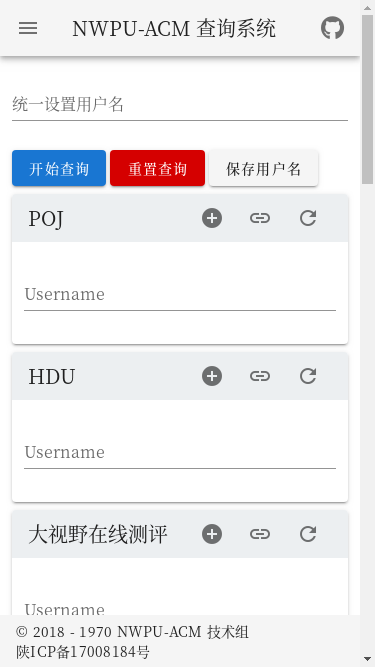 NWPU-ACM 查询系统
统一设置用户名
开始查询
重置查询
保存用户名
POJ
Username
HDU
Username
大视野在线测评
Username
© 2018 - 1970 NWPU-ACM 技术组
陕ICP备17008184号